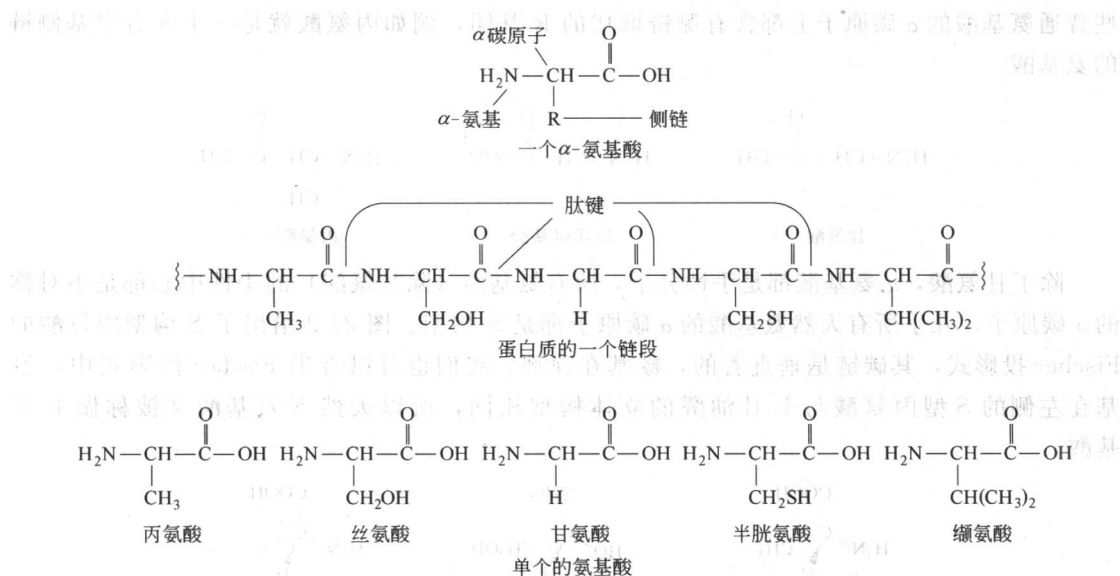 α碳原子
O
H₂N—CH—C—OH
α-氨基 R 侧链
一个α-氨基酸
肽键
O O O O O
NH—CH—C—NH—CH—C—NH—CH—C—NH—CH—C—NH—CH—C
CH₃ CH₂OH H CH₂SH CH(CH₃)₂
蛋白质的一个链段
O O O O O
H₂N—CH—C—OH H₂N—CH—C—OH H₂N—CH—C—OH H₂N—CH—C—OH H₂N—CH—C—OH
CH₃ CH₂OH H CH₂SH CH(CH₃)₂
丙氨酸 丝氨酸 甘氨酸 半胱氨酸 缬氨酸
单个的氨基酸